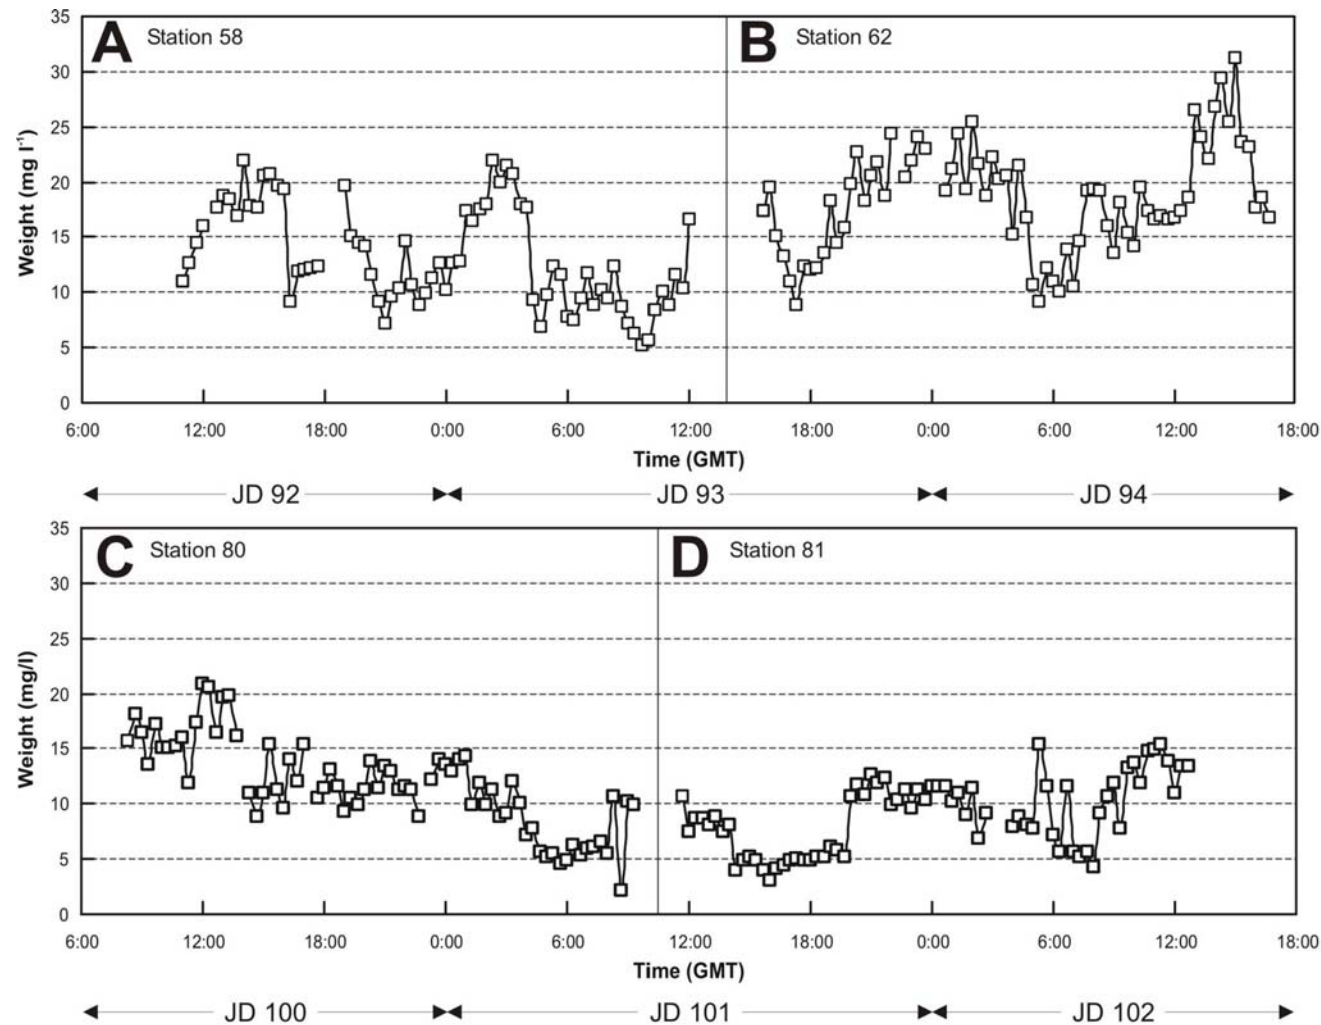 35
A Station 58
B Station 62
30
25
20
15
10
5
0
Weight (mg l⁻¹)
6:00 12:00 18:00 0:00 6:00 12:00 18:00 0:00 6:00 12:00 18:00
Time (GMT)
JD 92 JD 93 JD 94
35
C Station 80
D Station 81
30
25
20
15
10
5
0
Weight (mg/l)
6:00 12:00 18:00 0:00 6:00 12:00 18:00 0:00 6:00 12:00 18:00
Time (GMT)
JD 100 JD 101 JD 102